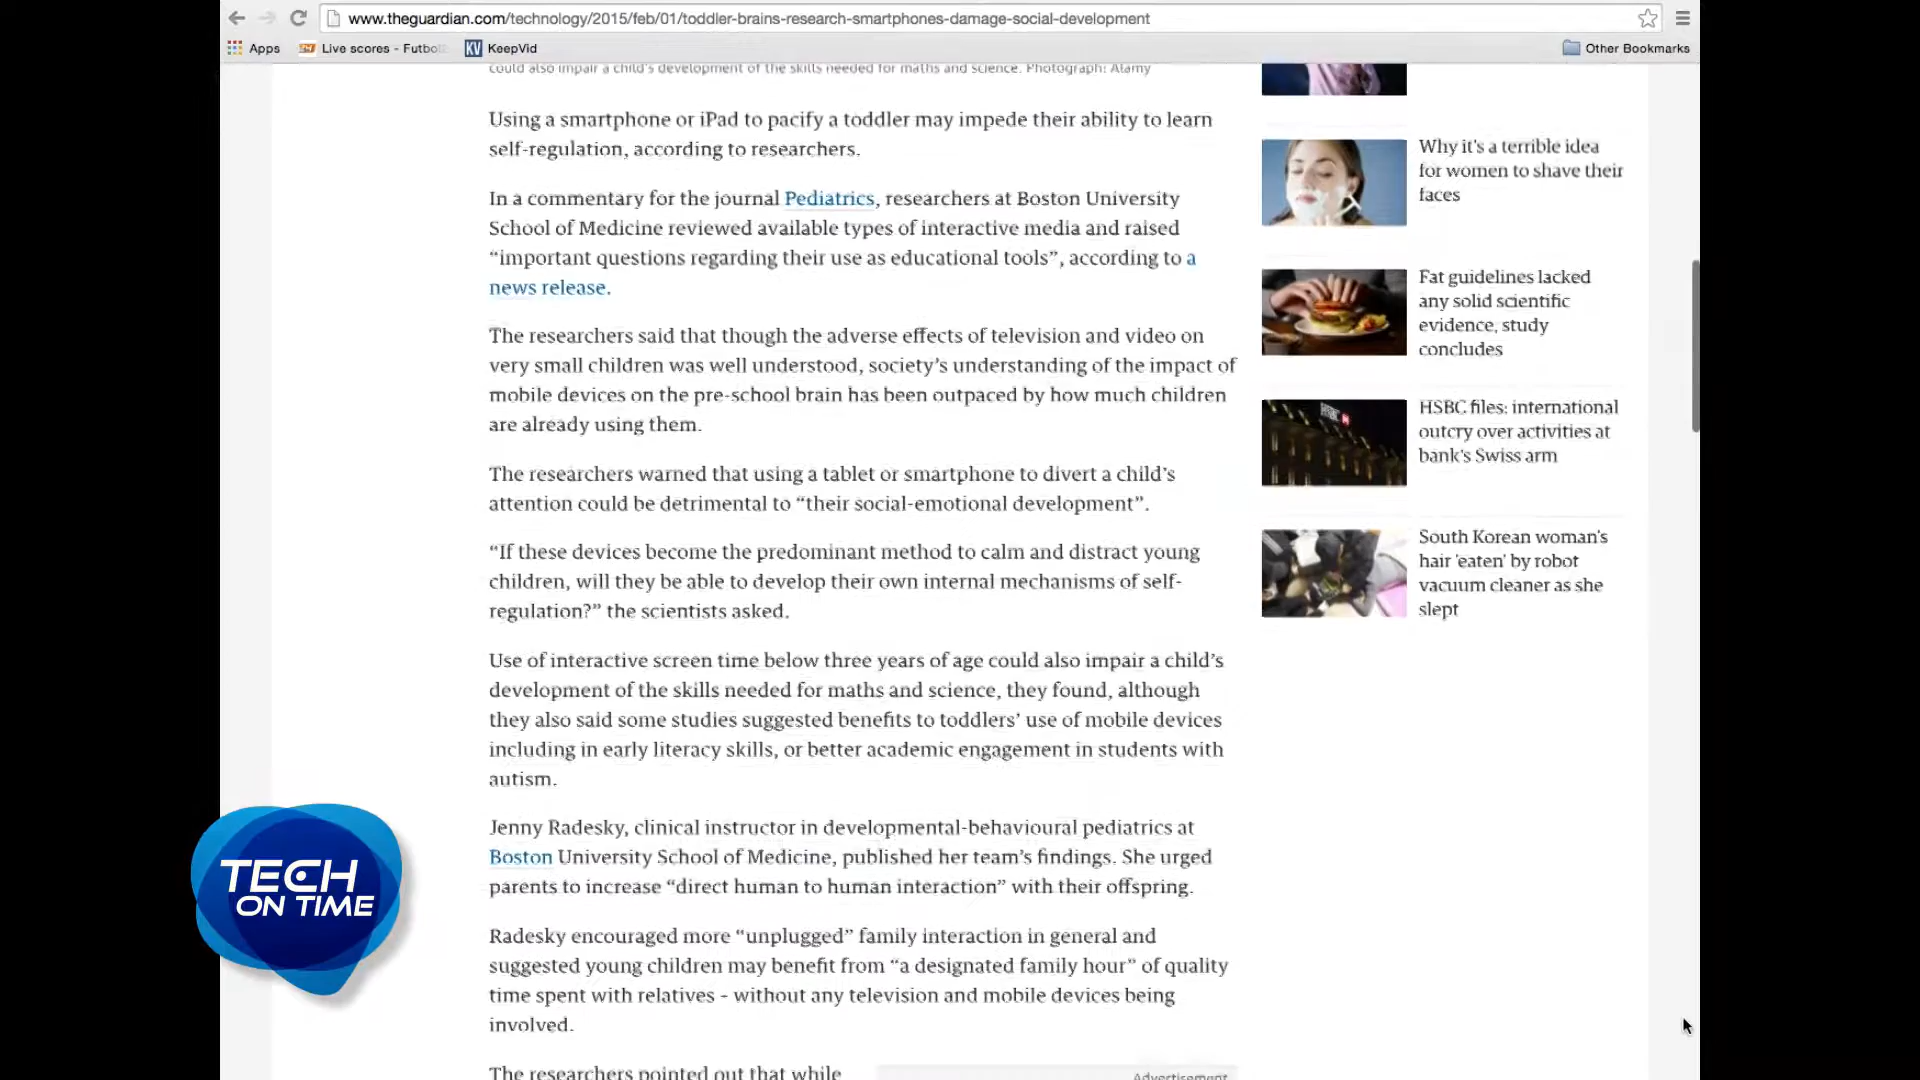 www.theguardian.com/technology/2015/feb/01/toddler-brains-research-smartphones-damage-social-development
Apps
Live scores - Futbol
KeepVid
Other Bookmarks
could also impair a child's development of the skills needed for maths and science. Photograph: Alamy
Using a smartphone or iPad to pacify a toddler may impede their ability to learn
self-regulation, according to researchers.
In a commentary for the journal Pediatrics, researchers at Boston University
School of Medicine reviewed available types of interactive media and raised
“important questions regarding their use as educational tools”, according to a
news release.
The researchers said that though the adverse effects of television and video on
very small children was well understood, society’s understanding of the impact of
mobile devices on the pre-school brain has been outpaced by how much children
are already using them.
The researchers warned that using a tablet or smartphone to divert a child’s
attention could be detrimental to “their social-emotional development”.
“If these devices become the predominant method to calm and distract young
children, will they be able to develop their own internal mechanisms of self-
regulation?” the scientists asked.
Use of interactive screen time below three years of age could also impair a child’s
development of the skills needed for maths and science, they found, although
they also said some studies suggested benefits to toddlers’ use of mobile devices
including in early literacy skills, or better academic engagement in students with
autism.
Jenny Radesky, clinical instructor in developmental-behavioural pediatrics at
Boston University School of Medicine, published her team’s findings. She urged
parents to increase “direct human to human interaction” with their offspring.
Radesky encouraged more “unplugged” family interaction in general and
suggested young children may benefit from “a designated family hour” of quality
time spent with relatives - without any television and mobile devices being
involved.
The researchers pointed out that while
Advertisement
Why it's a terrible idea
for women to shave their
faces
Fat guidelines lacked
any solid scientific
evidence, study
concludes
HSBC files: international
outcry over activities at
bank's Swiss arm
South Korean woman's
hair 'eaten' by robot
vacuum cleaner as she
slept
TECH
ON TIME